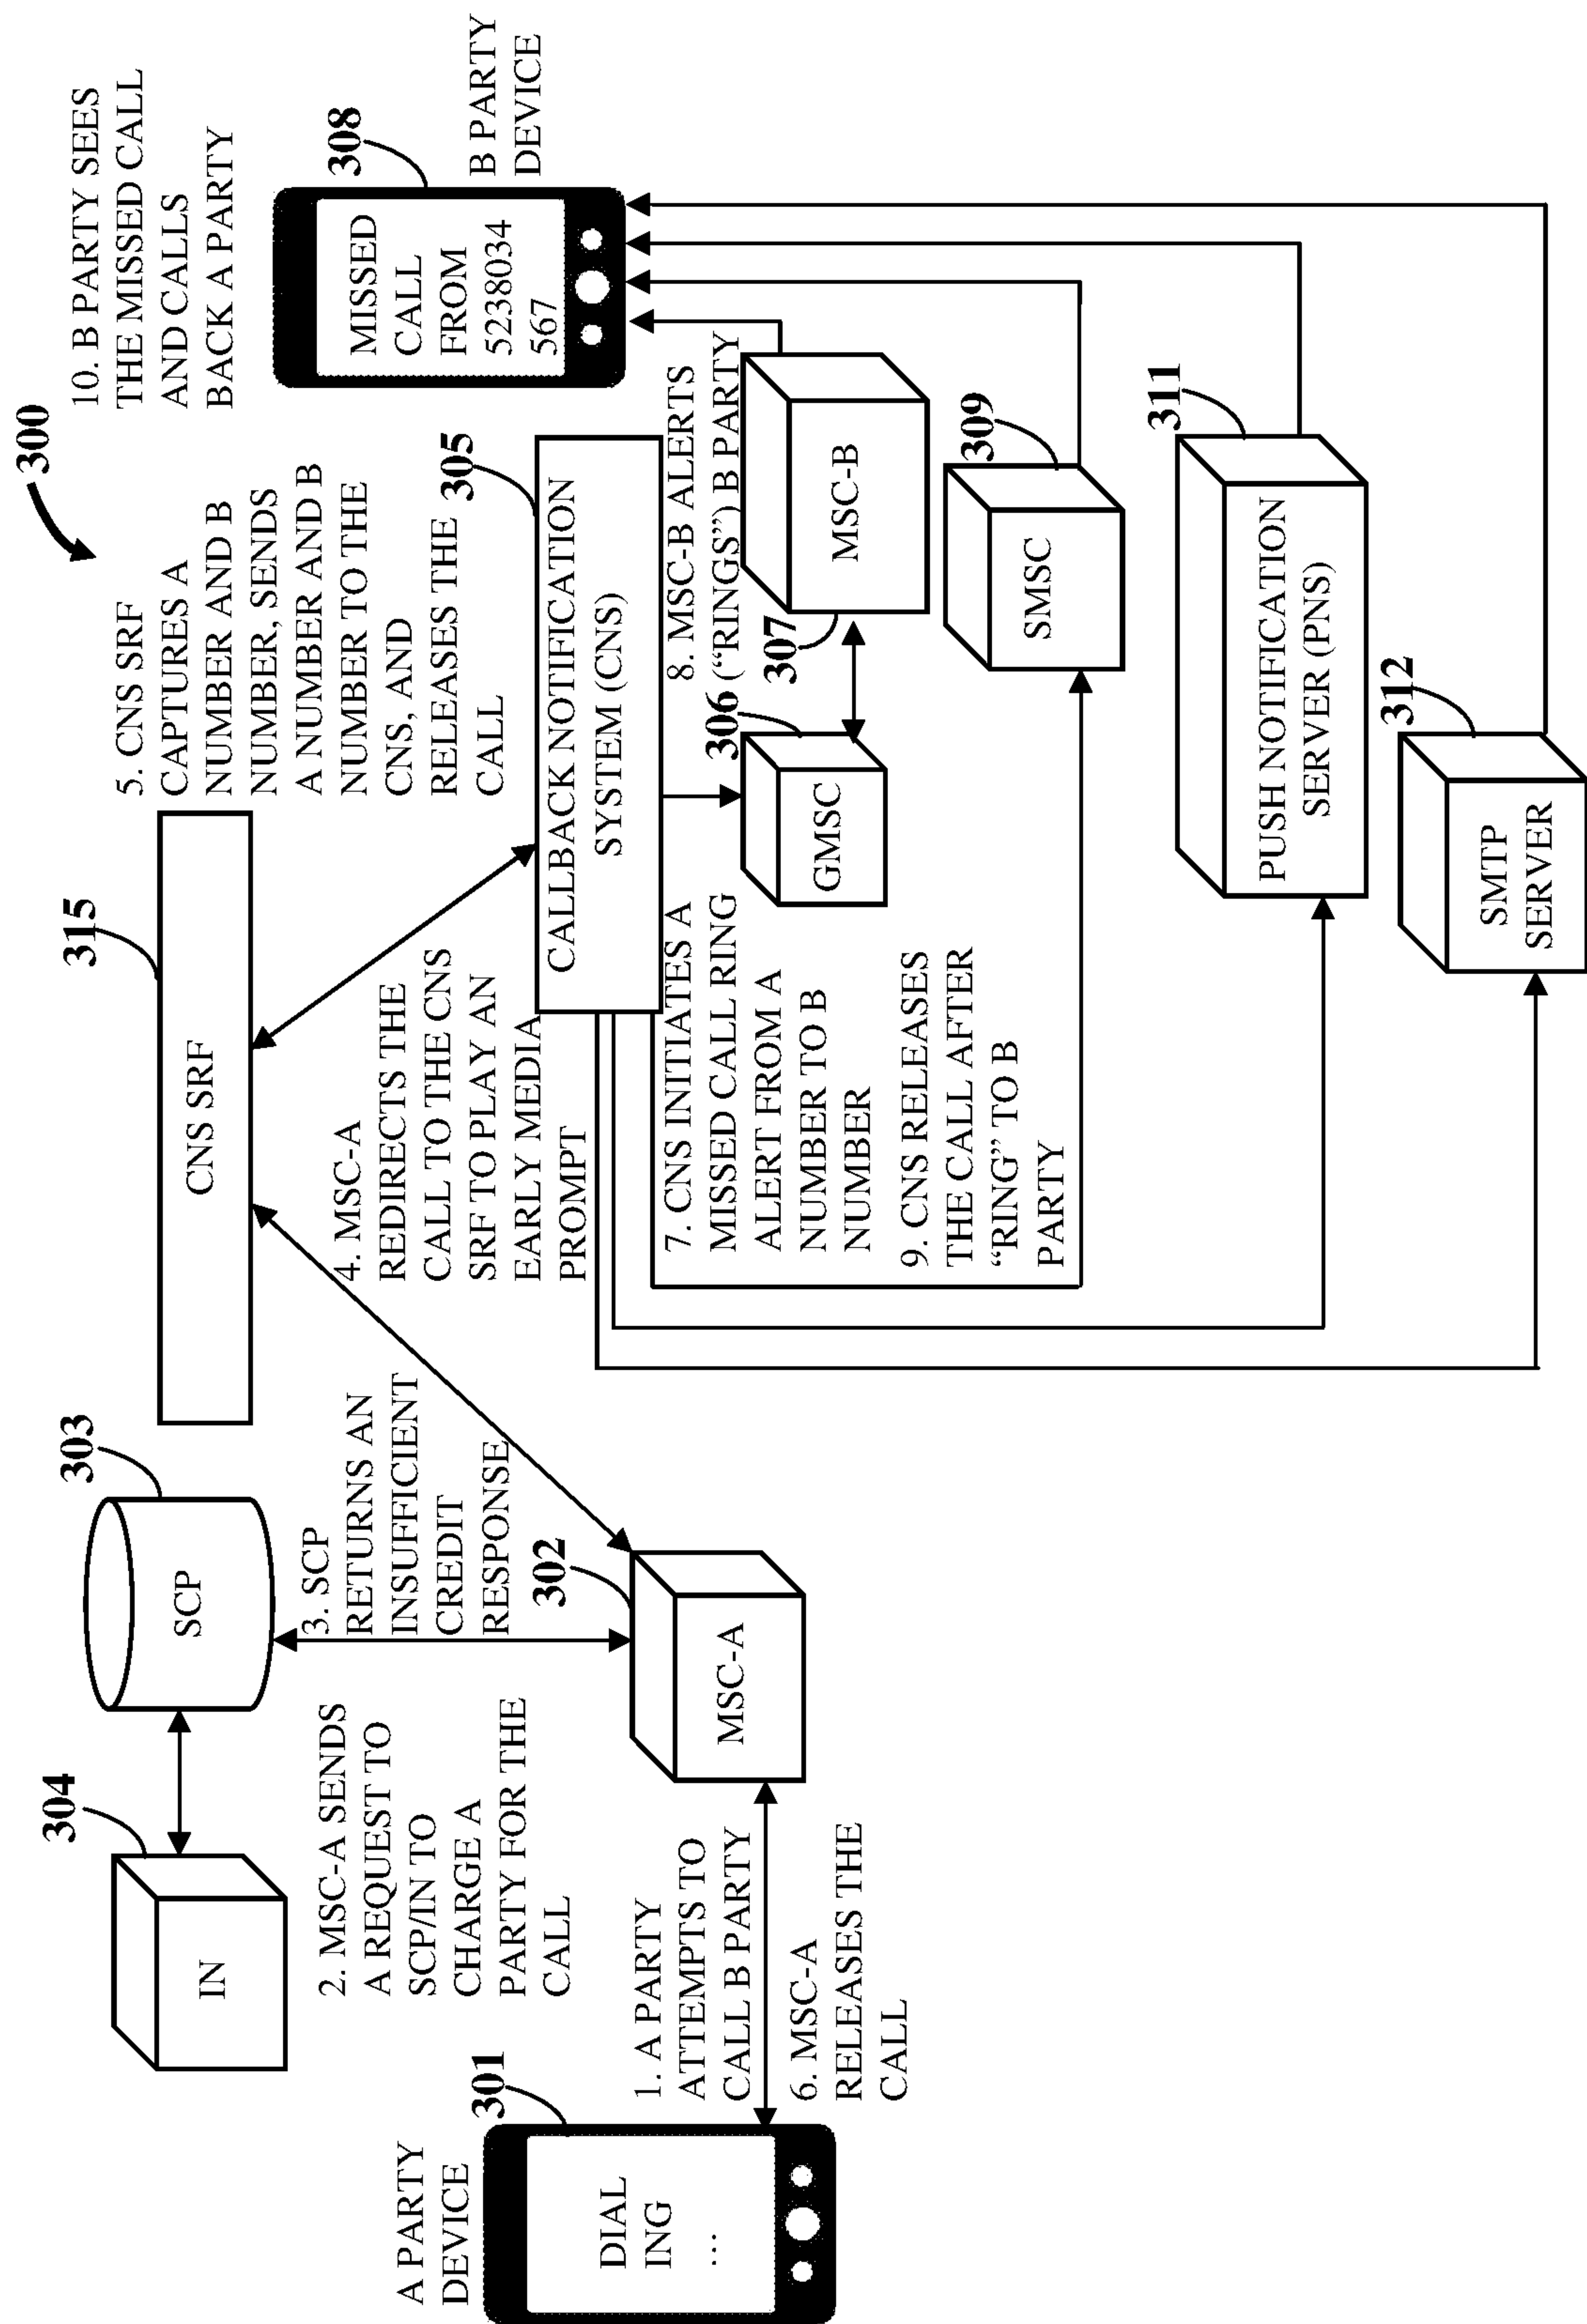 300
A PARTY
DEVICE
301
DIAL
ING
...
304
IN
303
SCP
2. MSC-A SENDS
A REQUEST TO
SCP/IN TO
CHARGE A
PARTY FOR THE
CALL
3. SCP
RETURNS AN
INSUFFICIENT
CREDIT
RESPONSE
302
MSC-A
1. A PARTY
ATTEMPTS TO
CALL B PARTY
6. MSC-A
RELEASES THE
CALL
315
CNS SRF
4. MSC-A
REDIRECTS THE
CALL TO THE CNS
SRF TO PLAY AN
EARLY MEDIA
PROMPT
5. CNS SRF
CAPTURES A
NUMBER AND B
NUMBER, SENDS
A NUMBER AND B
NUMBER TO THE
CNS, AND
RELEASES THE
CALL
305
CALLBACK NOTIFICATION
SYSTEM (CNS)
7. CNS INITIATES A
MISSED CALL RING
ALERT FROM A
NUMBER TO B
NUMBER
9. CNS RELEASES
THE CALL AFTER
“RING” TO B
PARTY
306
GMSC
8. MSC-B ALERTS
(“RINGS”) B PARTY
307
MSC-B
309
SMSC
311
PUSH NOTIFICATION
SERVER (PNS)
312
SMTP
SERVER
10. B PARTY SEES
THE MISSED CALL
AND CALLS
BACK A PARTY
308
MISSED
CALL
FROM
5238034
567
B PARTY
DEVICE